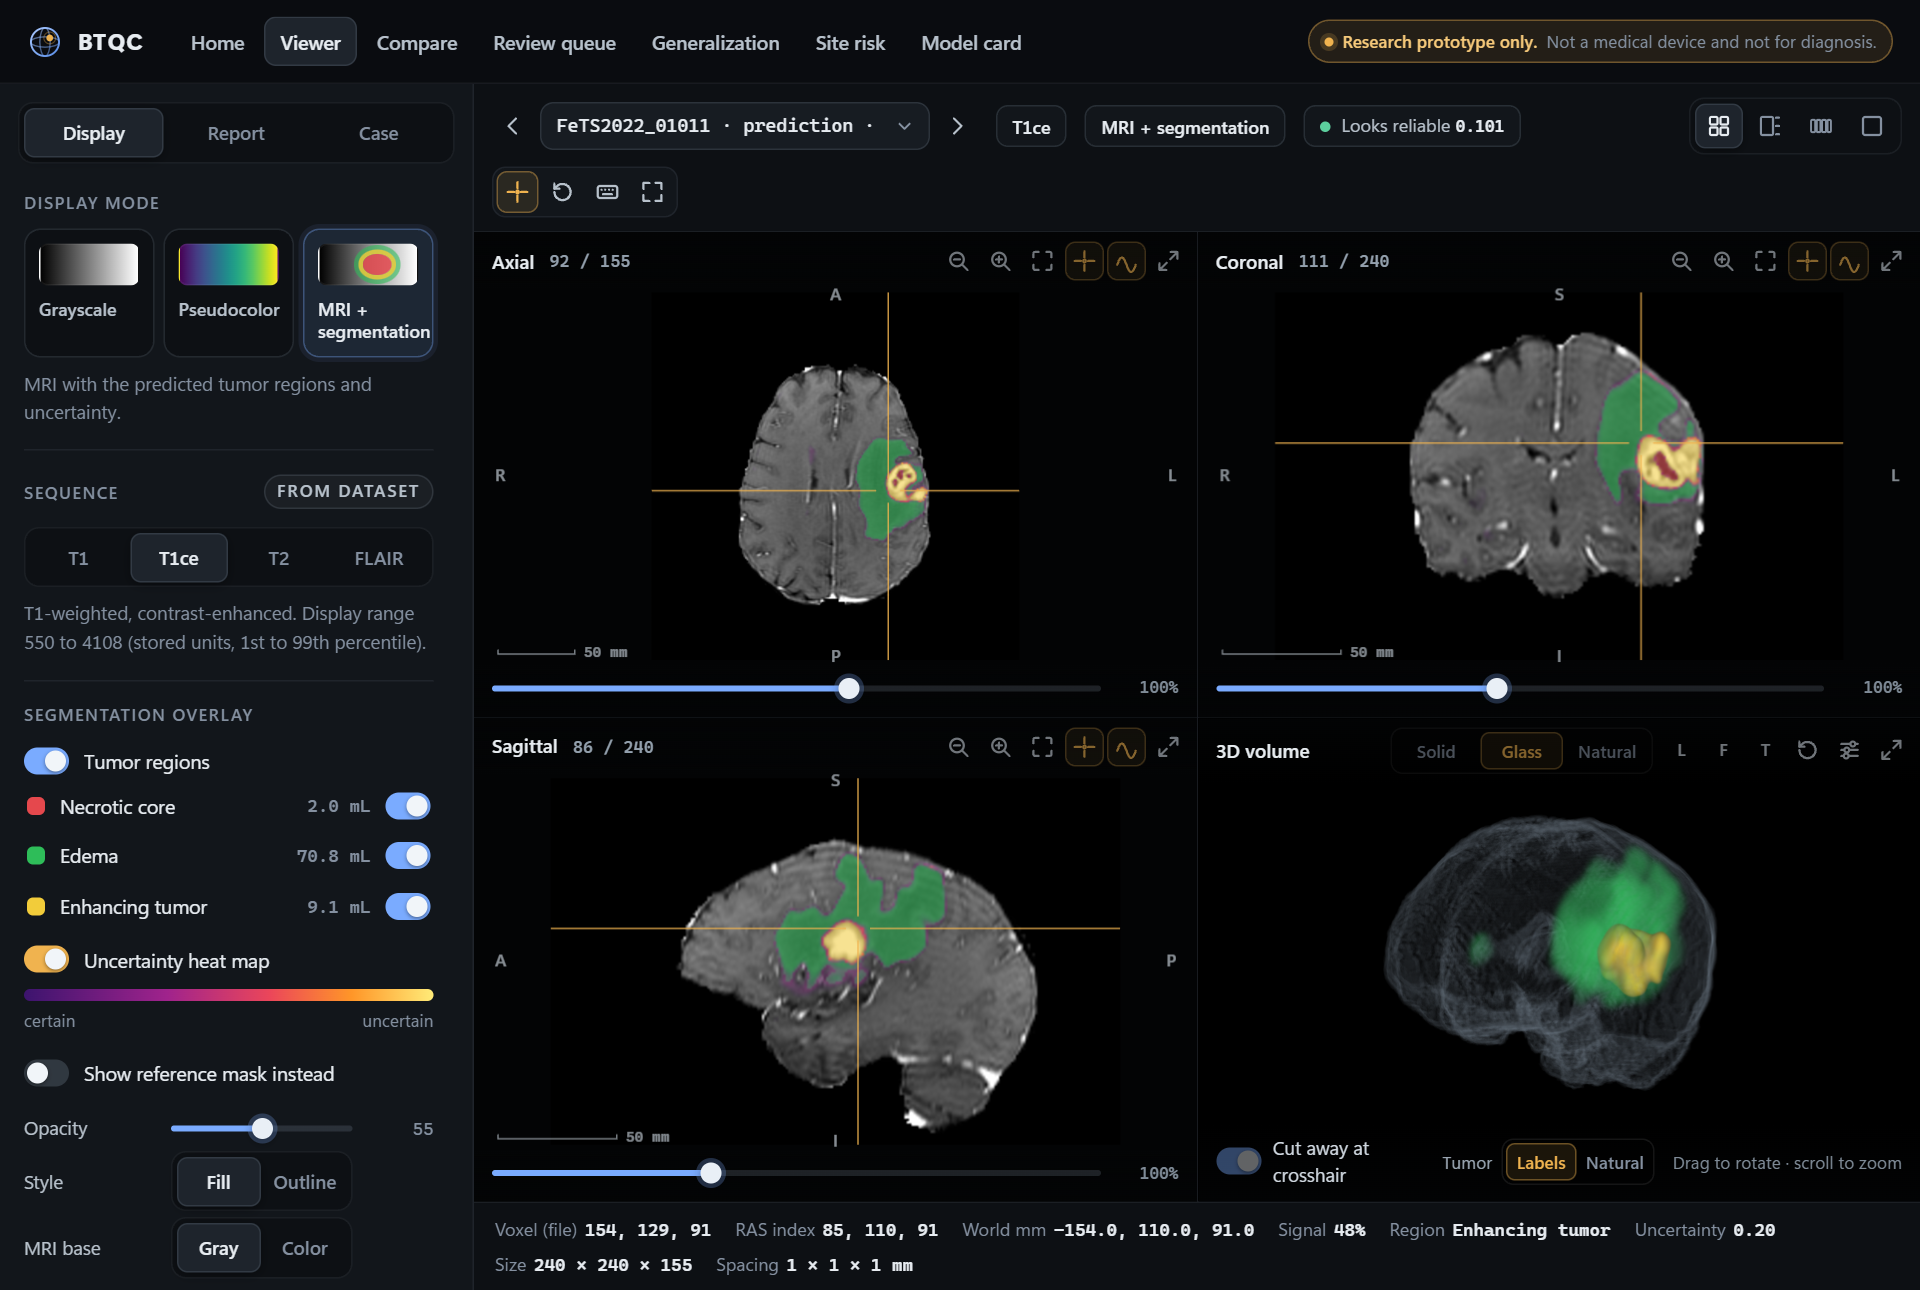 BTQC
Home
Viewer
Compare
Review queue
Generalization
Site risk
Model card
Research prototype only. Not a medical device and not for diagnosis.
Display
Report
Case
DISPLAY MODE
Grayscale
Pseudocolor
MRI +
segmentation
MRI with the predicted tumor regions and
uncertainty.
SEQUENCE
FROM DATASET
T1
T1ce
T2
FLAIR
T1-weighted, contrast-enhanced. Display range
550 to 4108 (stored units, 1st to 99th percentile).
SEGMENTATION OVERLAY
Tumor regions
Necrotic core 2.0 mL
Edema 70.8 mL
Enhancing tumor 9.1 mL
Uncertainty heat map
certain
uncertain
Show reference mask instead
Opacity 55
Style
Fill
Outline
MRI base
Gray
Color
FeTS2022_01011 · prediction ·
T1ce
MRI + segmentation
Looks reliable 0.101
Axial 92 / 155
A
R
L
P
50 mm
100%
Coronal 111 / 240
S
R
L
I
50 mm
100%
Sagittal 86 / 240
S
A
P
I
50 mm
100%
3D volume
Solid
Glass
Natural
L
F
T
Cut away at
crosshair
Tumor
Labels
Natural
Drag to rotate · scroll to zoom
Voxel (file) 154, 129, 91 RAS index 85, 110, 91 World mm −154.0, 110.0, 91.0 Signal 48% Region Enhancing tumor Uncertainty 0.20
Size 240 × 240 × 155 Spacing 1 × 1 × 1 mm